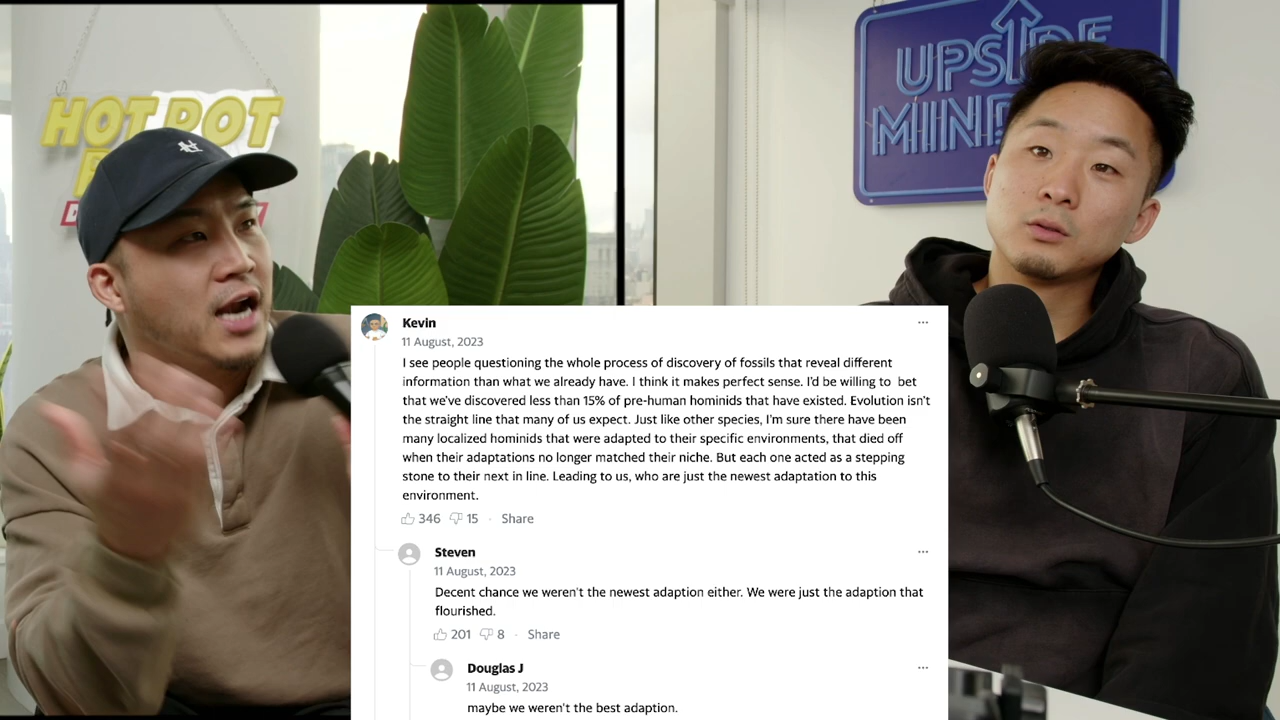 HOT POT
UPSIDE
MIND
Kevin
11 August, 2023
I see people questioning the whole process of discovery of fossils that reveal different
information than what we already have. I think it makes perfect sense. I'd be willing to  bet
that we've discovered less than 15% of pre-human hominids that have existed. Evolution isn't
the straight line that many of us expect. Just like other species, I'm sure there have been
many localized hominids that were adapted to their specific environments, that died off
when their adaptations no longer matched their niche. But each one acted as a stepping
stone to their next in line. Leading to us, who are just the newest adaptation to this
environment.
346 15 · Share
Steven
11 August, 2023
Decent chance we weren't the newest adaption either. We were just the adaption that
flourished.
201 8 · Share
Douglas J
11 August, 2023
maybe we weren't the best adaption.